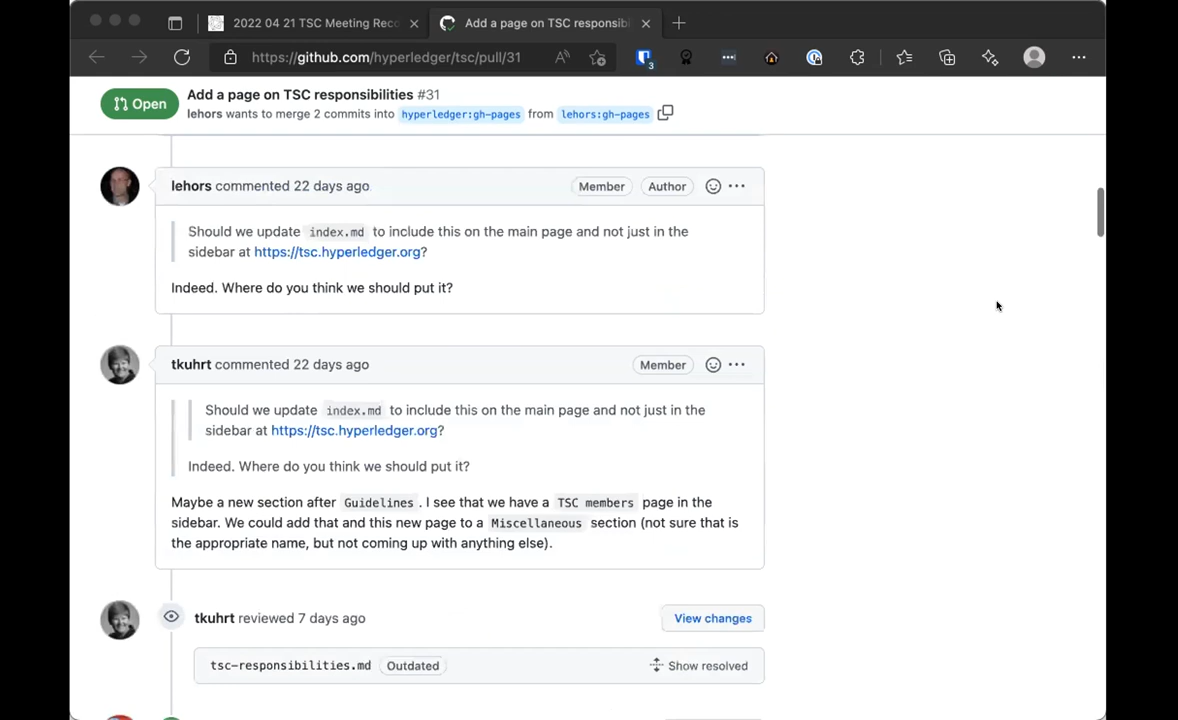 2022 04 21 TSC Meeting Reco
Add a page on TSC responsibil
https://github.com/hyperledger/tsc/pull/31
3
Open
Add a page on TSC responsibilities #31
lehors wants to merge 2 commits into hyperledger:gh-pages from lehors:gh-pages
lehors commented 22 days ago
Member
Author
Should we update index.md to include this on the main page and not just in the
sidebar at https://tsc.hyperledger.org?
Indeed. Where do you think we should put it?
tkuhrt commented 22 days ago
Member
Should we update index.md to include this on the main page and not just in the
sidebar at https://tsc.hyperledger.org?
Indeed. Where do you think we should put it?
Maybe a new section after Guidelines. I see that we have a TSC members page in the
sidebar. We could add that and this new page to a Miscellaneous section (not sure that is
the appropriate name, but not coming up with anything else).
tkuhrt reviewed 7 days ago
View changes
tsc-responsibilities.md Outdated
Show resolved